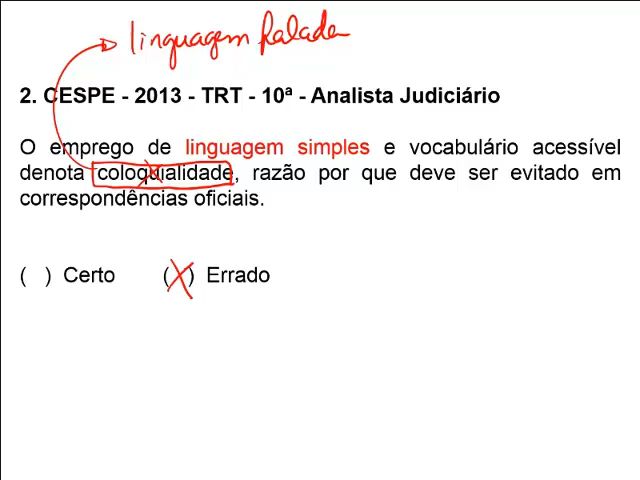 linguagem falada
2. CESPE - 2013 - TRT - 10ª - Analista Judiciário
O emprego de linguagem simples e vocabulário acessível
denota coloquialidade, razão por que deve ser evitado em
correspondências oficiais.
( ) Certo (X) Errado